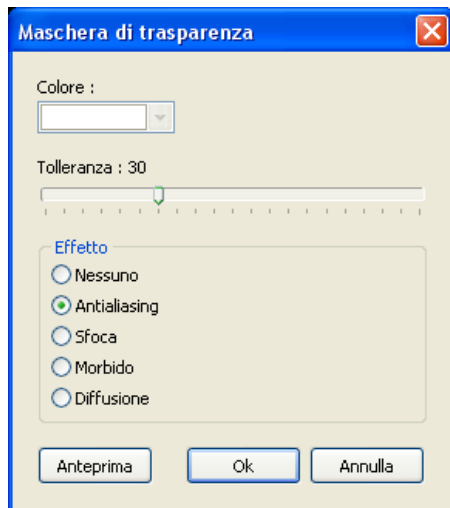 Maschera di trasparenza
Colore :
Tolleranza : 30
Effetto
Nessuno
Antialiasing
Sfoca
Morbido
Diffusione
Anteprima Ok Annulla